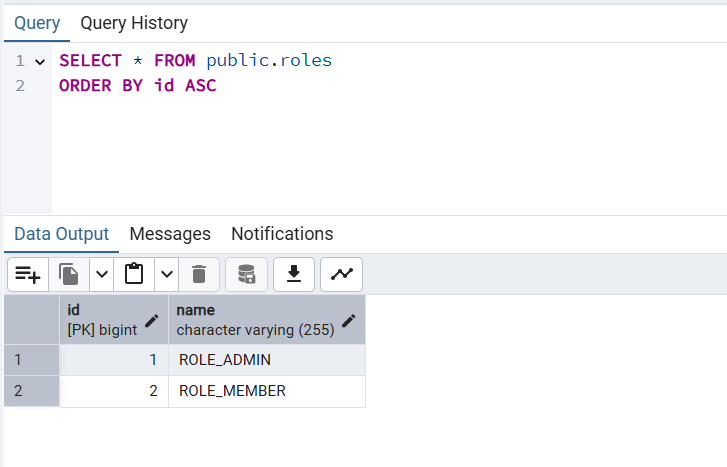 Query Query History
1 SELECT * FROM public.roles
2 ORDER BY id ASC
Data Output Messages Notifications
id name
[PK] bigint character varying (255)
1 1 ROLE_ADMIN
2 2 ROLE_MEMBER